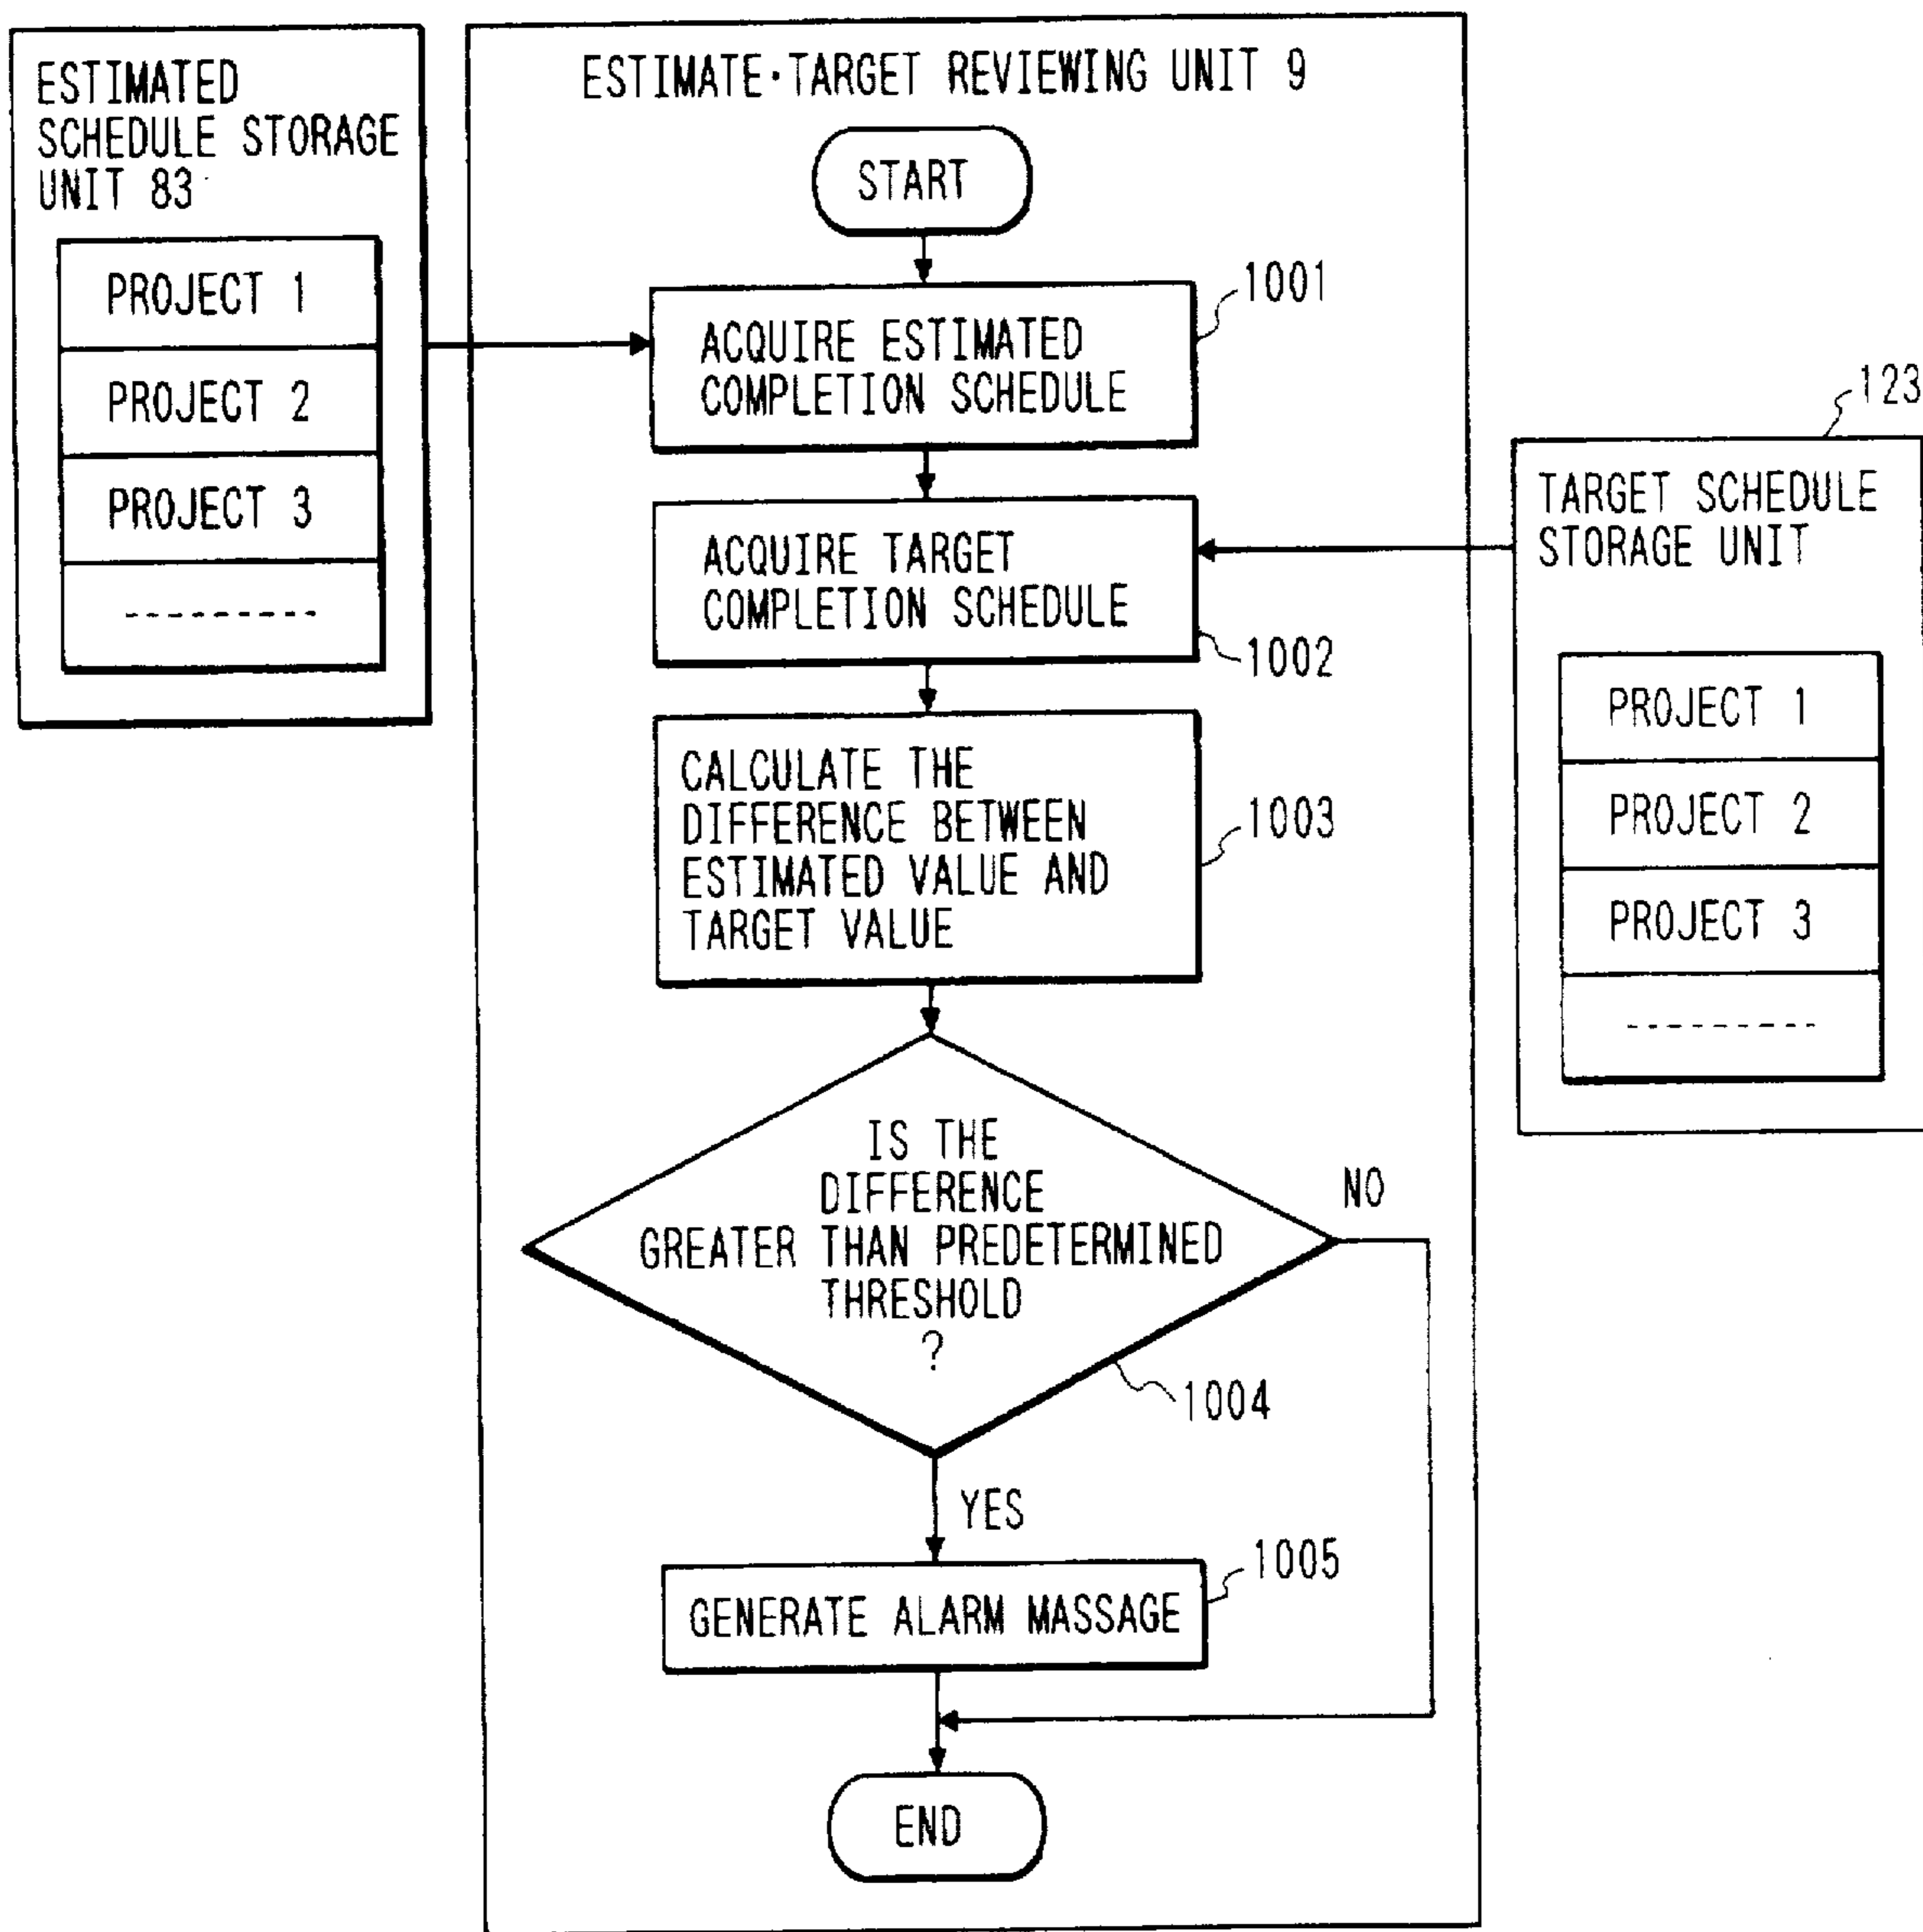 ESTIMATED
SCHEDULE STORAGE
UNIT 83
PROJECT 1
PROJECT 2
PROJECT 3
ESTIMATE·TARGET REVIEWING UNIT 9
START
1001
ACQUIRE ESTIMATED
COMPLETION SCHEDULE
ACQUIRE TARGET
COMPLETION SCHEDULE
1002
CALCULATE THE
DIFFERENCE BETWEEN
ESTIMATED VALUE AND
TARGET VALUE
1003
IS THE
DIFFERENCE
GREATER THAN PREDETERMINED
THRESHOLD
?
NO
1004
YES
1005
GENERATE ALARM MASSAGE
END
123
TARGET SCHEDULE
STORAGE UNIT
PROJECT 1
PROJECT 2
PROJECT 3